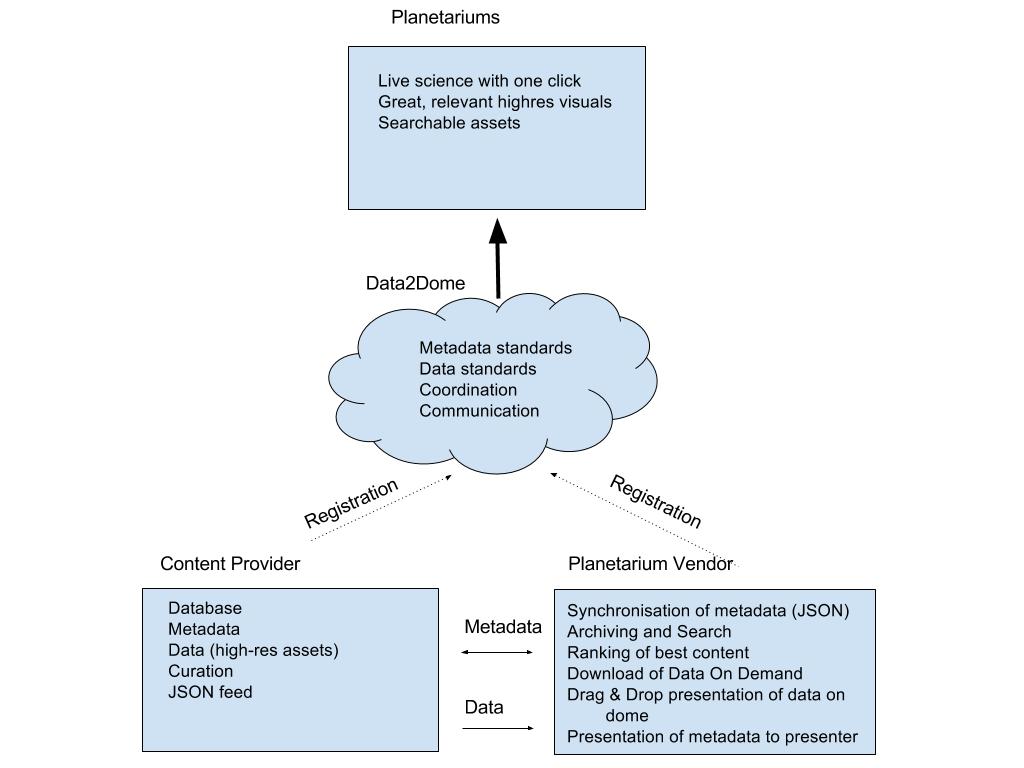 Planetariums
Live science with one click
Great, relevant highres visuals
Searchable assets
Data2Dome
Metadata standards
Data standards
Coordination
Communication
Registration
Registration
Content Provider
Database
Metadata
Data (high-res assets)
Curation
JSON feed
Metadata
Data
Planetarium Vendor
Synchronisation of metadata (JSON)
Archiving and Search
Ranking of best content
Download of Data On Demand
Drag & Drop presentation of data on
dome
Presentation of metadata to presenter